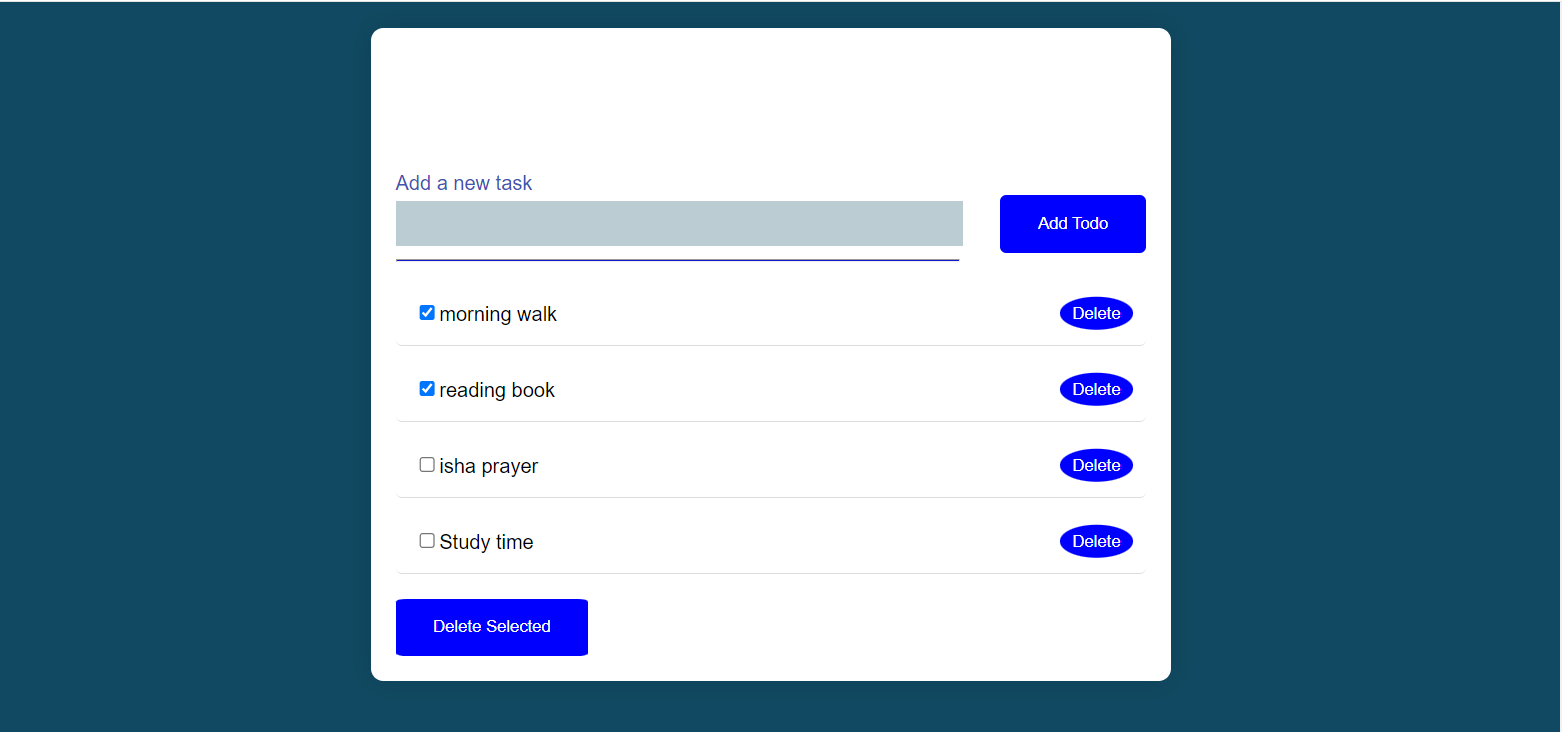 Add a new task
Add Todo
morning walk Delete
reading book Delete
isha prayer Delete
Study time Delete
Delete Selected